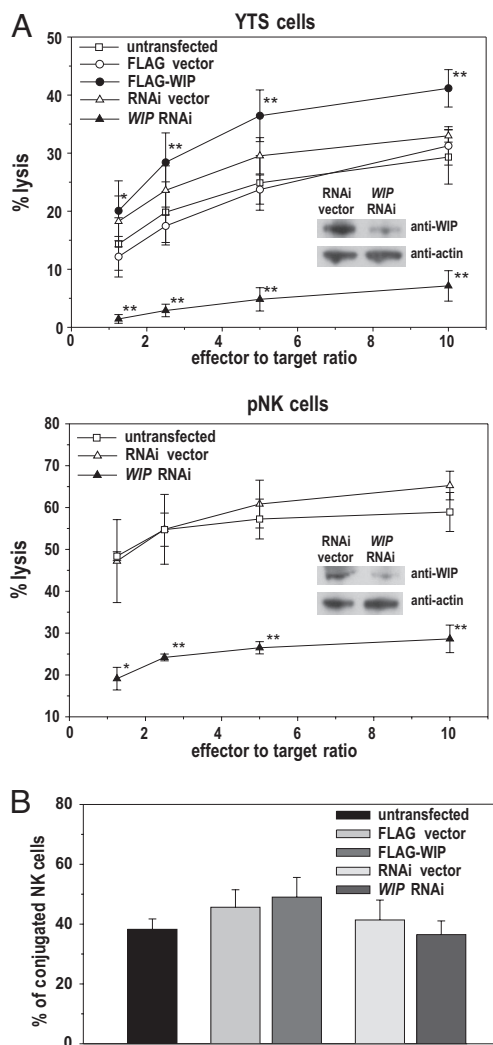 A
YTS cells
untransfected
FLAG vector
FLAG-WIP
RNAi vector
WIP RNAi
50
40
30
20
10
0
% lysis
*
**
**
**
**
**
**
**
RNAi vector
WIP RNAi
anti-WIP
anti-actin
0 2 4 6 8 10
effector to target ratio
pNK cells
untransfected
RNAi vector
WIP RNAi
80
70
60
50
40
30
20
10
% lysis
*
**
**
**
RNAi vector
WIP RNAi
anti-WIP
anti-actin
0 2 4 6 8 10
effector to target ratio
B
80
60
40
20
0
% of conjugated NK cells
untransfected
FLAG vector
FLAG-WIP
RNAi vector
WIP RNAi